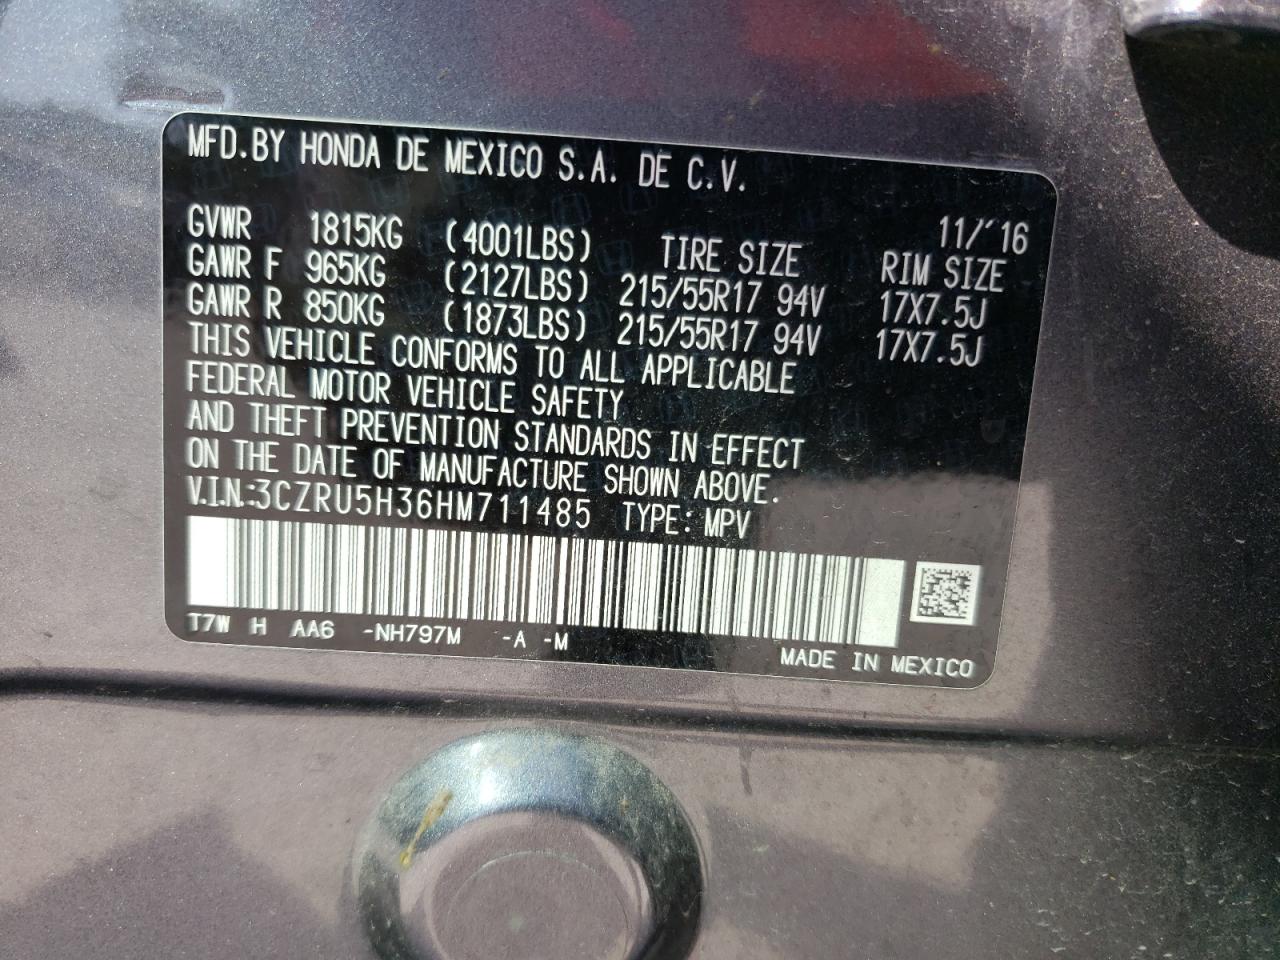 MFD.BY HONDA DE MEXICO S.A. DE C.V.
11/'16
GVWR 1815KG (4001LBS) TIRE SIZE RIM SIZE
GAWR F 965KG (2127LBS) 215/55R17 94V 17X7.5J
GAWR R 850KG (1873LBS) 215/55R17 94V 17X7.5J
THIS VEHICLE CONFORMS TO ALL APPLICABLE
FEDERAL MOTOR VEHICLE SAFETY
AND THEFT PREVENTION STANDARDS IN EFFECT
ON THE DATE OF MANUFACTURE SHOWN ABOVE.
V.I.N.:3CZRU5H36HM711485 TYPE: MPV
T7W H AA6 -NH797M -A -M
MADE IN MEXICO